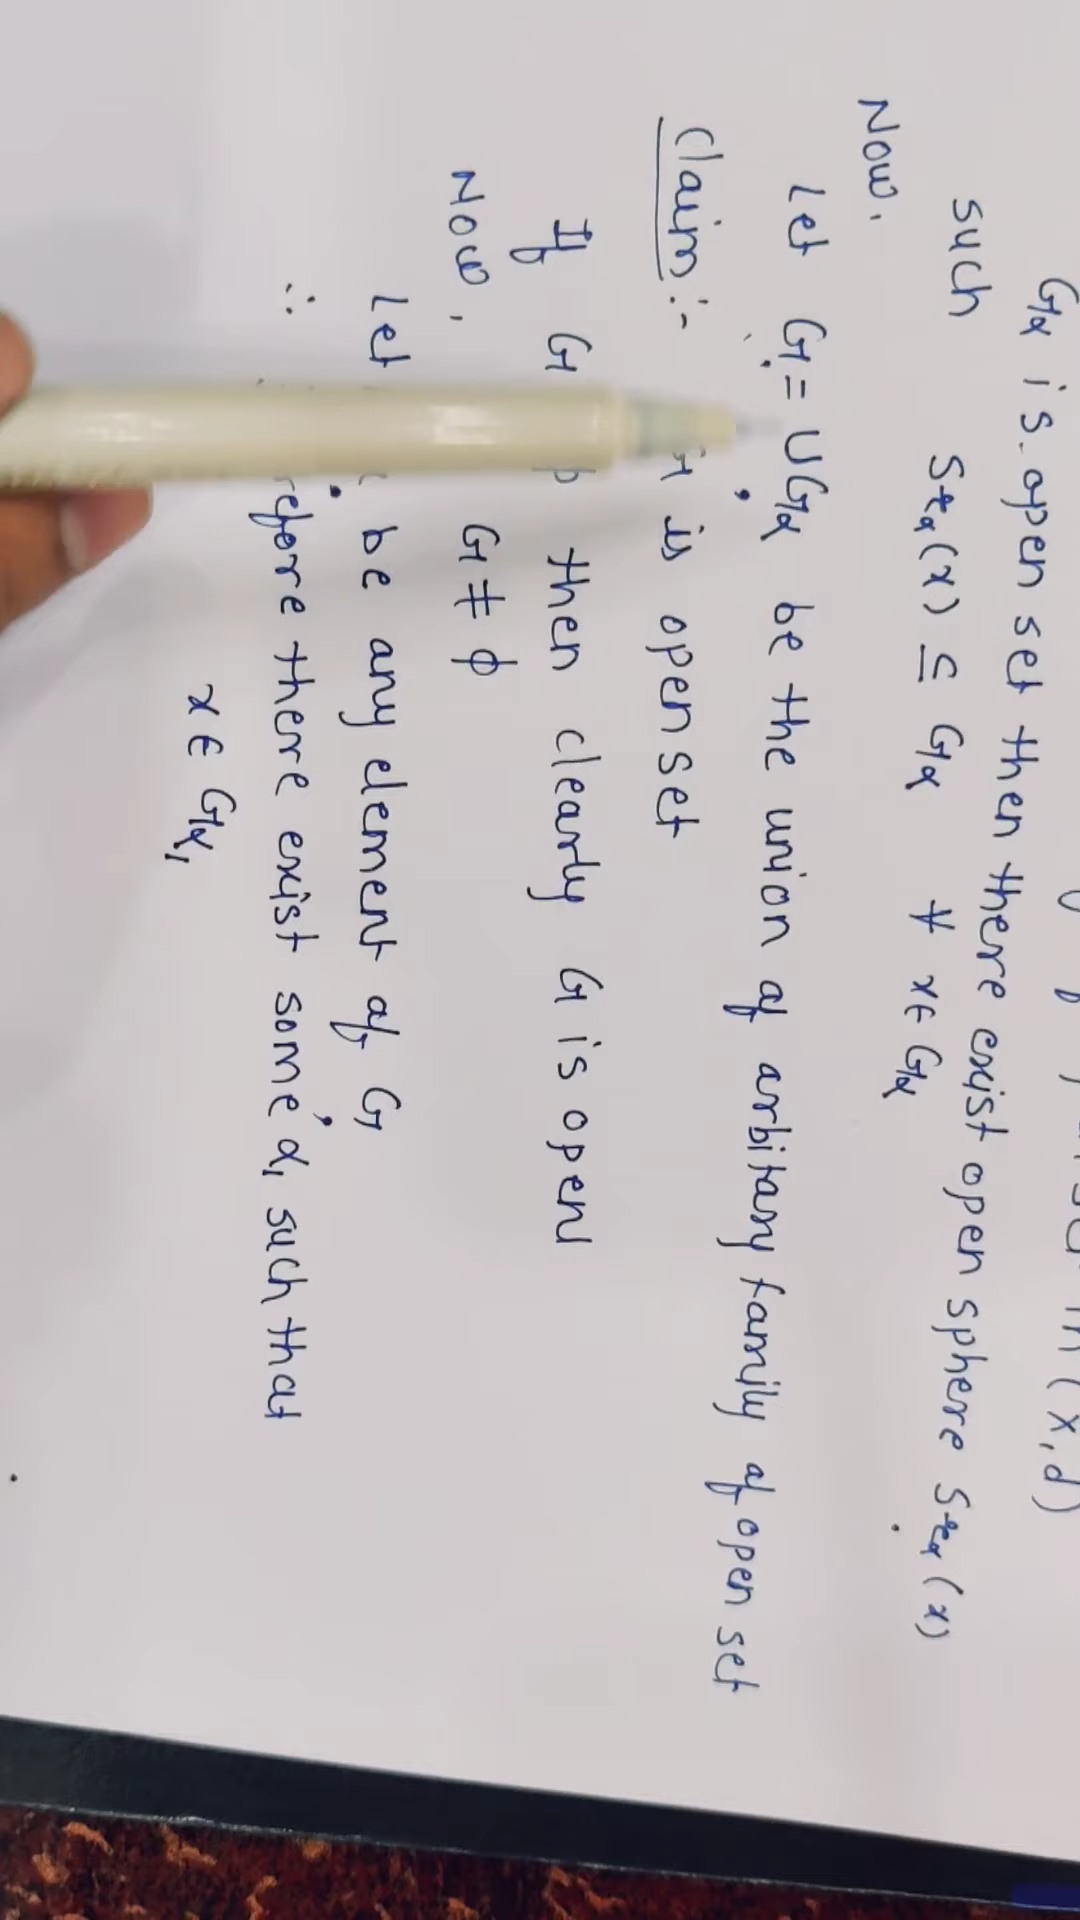 in (X,d)
Gα is open set then there exist open sphere Srα(x)
such Srα(x) ⊆ Gα ∀ x∈Gα
Now,
Let G = ∪Gα be the union of arbitary family of open set
Claim :- G is open set
If G ϕ then clearly G is open
Now, G ≠ ϕ
Let x be any element of G
∴ there exist some α₁ such that
x ∈ Gα₁